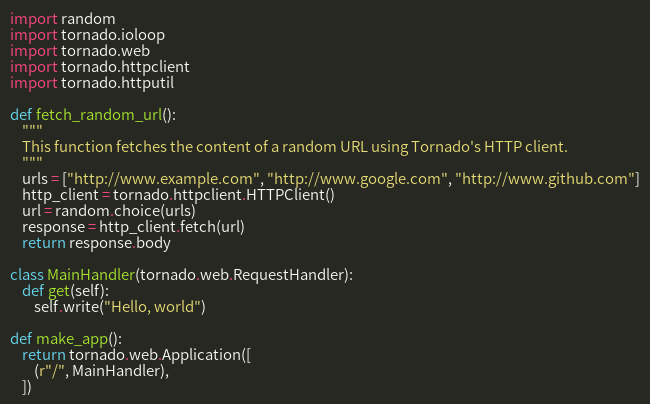 import random
import tornado.ioloop
import tornado.web
import tornado.httpclient
import tornado.httputil

def fetch_random_url():
    """
    This function fetches the content of a random URL using Tornado's HTTP client.
    """
    urls = ["http://www.example.com", "http://www.google.com", "http://www.github.com"]
    http_client = tornado.httpclient.HTTPClient()
    url = random.choice(urls)
    response = http_client.fetch(url)
    return response.body

class MainHandler(tornado.web.RequestHandler):
    def get(self):
        self.write("Hello, world")

def make_app():
    return tornado.web.Application([
        (r"/", MainHandler),
    ])